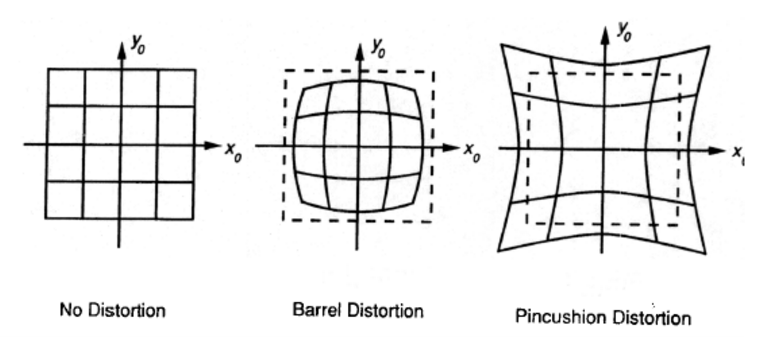 y₀
y₀
y₀
x₀
x₀
x
No Distortion
Barrel Distortion
Pincushion Distortion